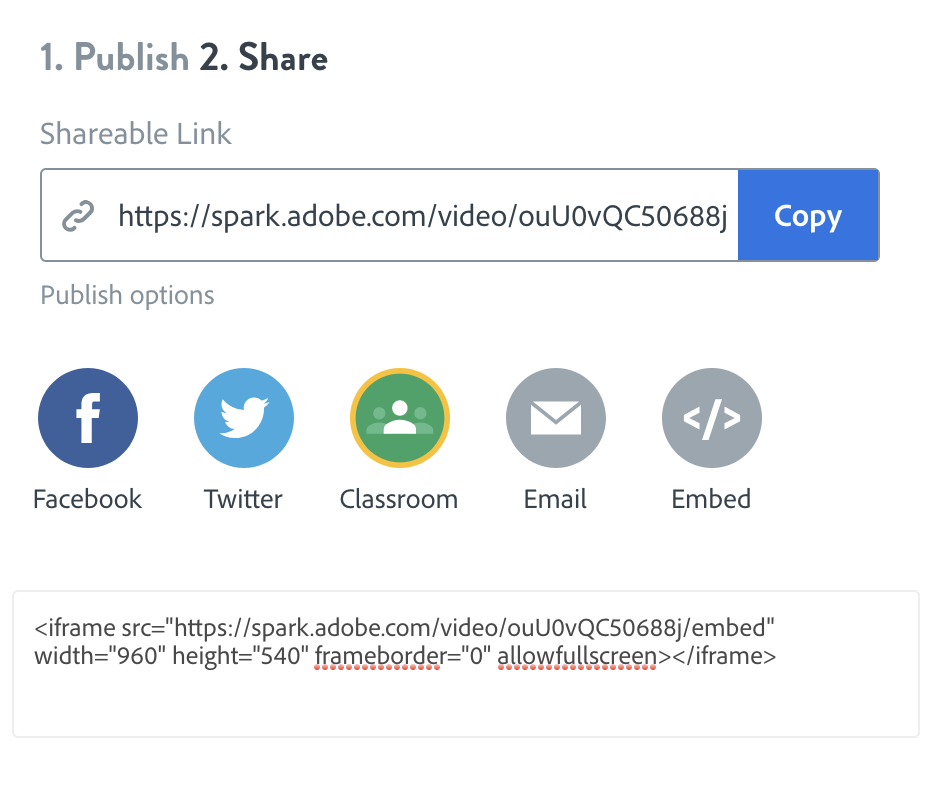 1. Publish 2. Share
Shareable Link
https://spark.adobe.com/video/ouU0vQC50688j
Copy
Publish options
Facebook
Twitter
Classroom
Email
Embed
<iframe src="https://spark.adobe.com/video/ouU0vQC50688j/embed"
width="960" height="540" frameborder="0" allowfullscreen></iframe>